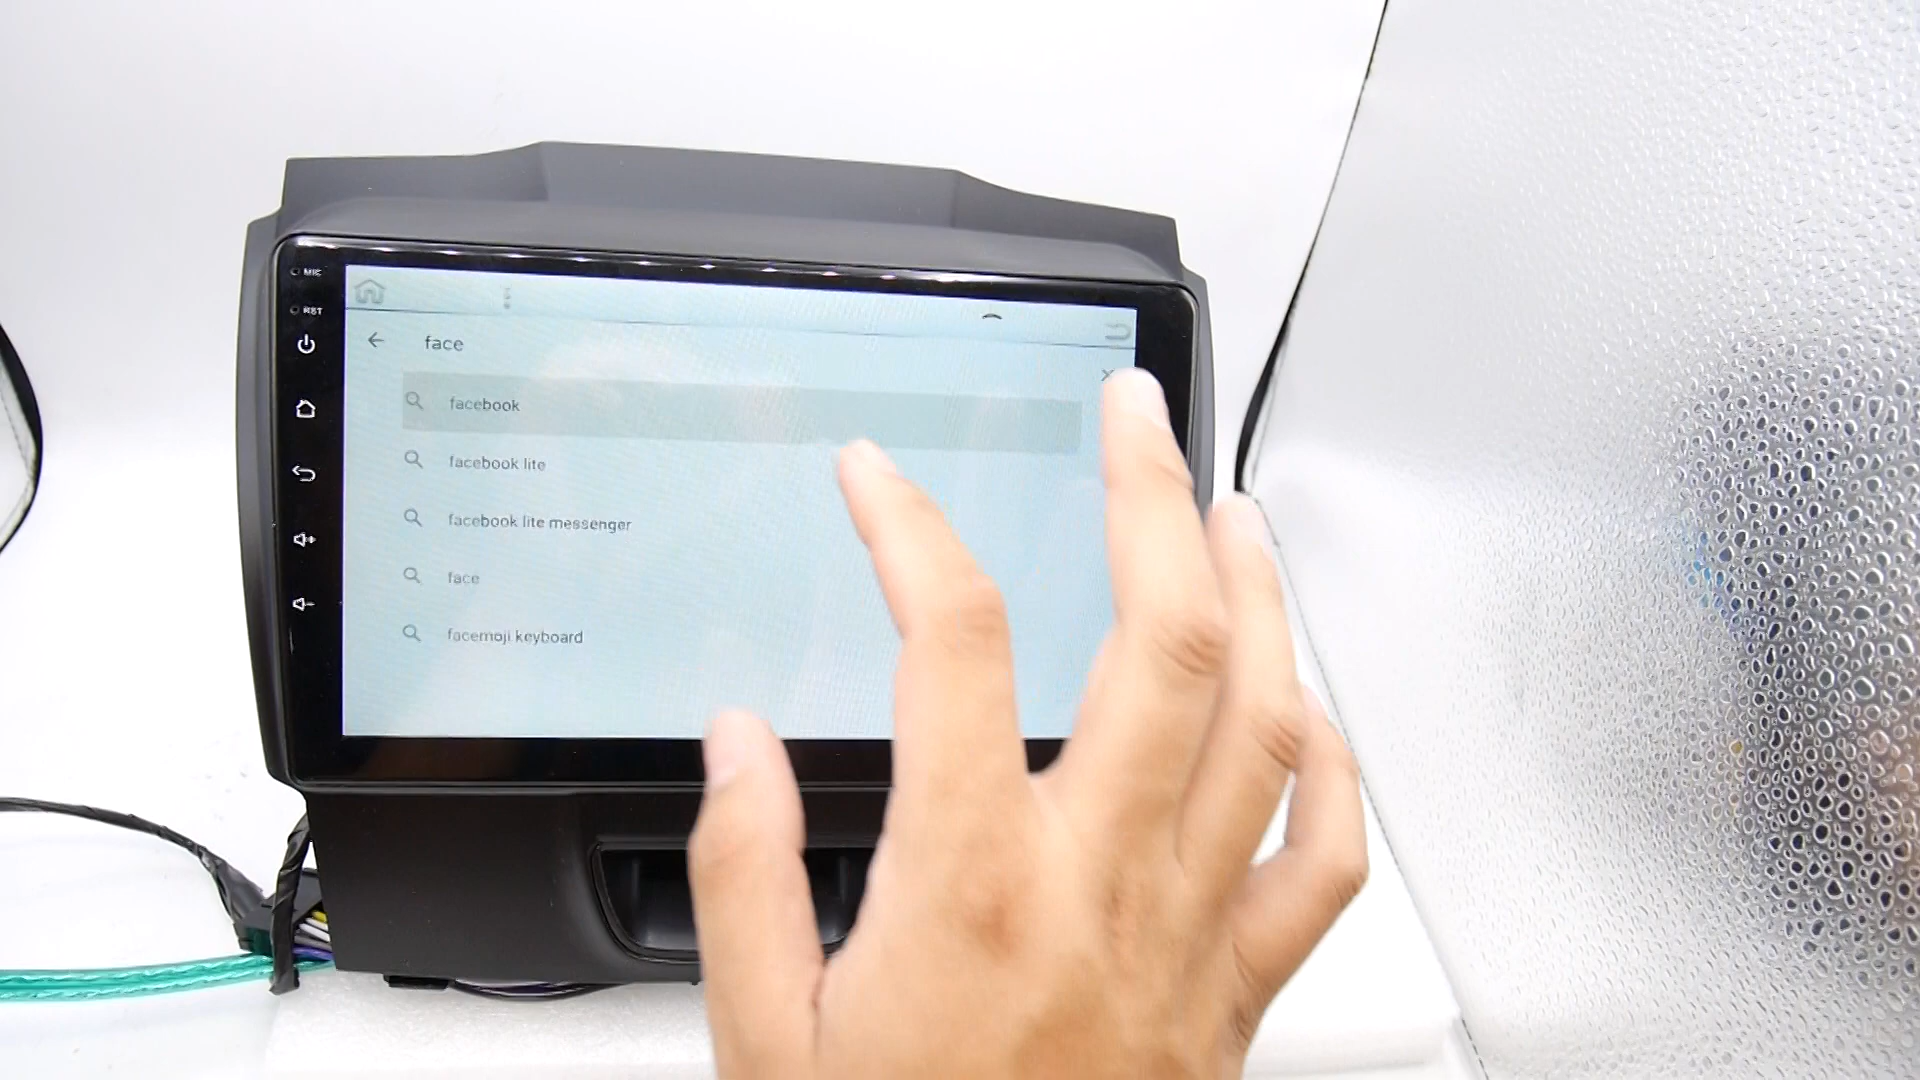 MIC
RST
face
facebook
facebook lite
facebook lite messenger
face
facemoji keyboard